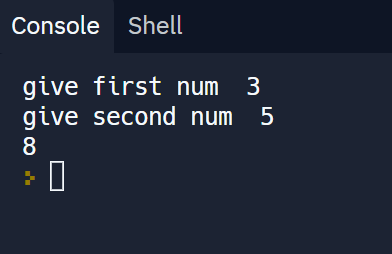 Console Shell
give first num  3
give second num  5
8